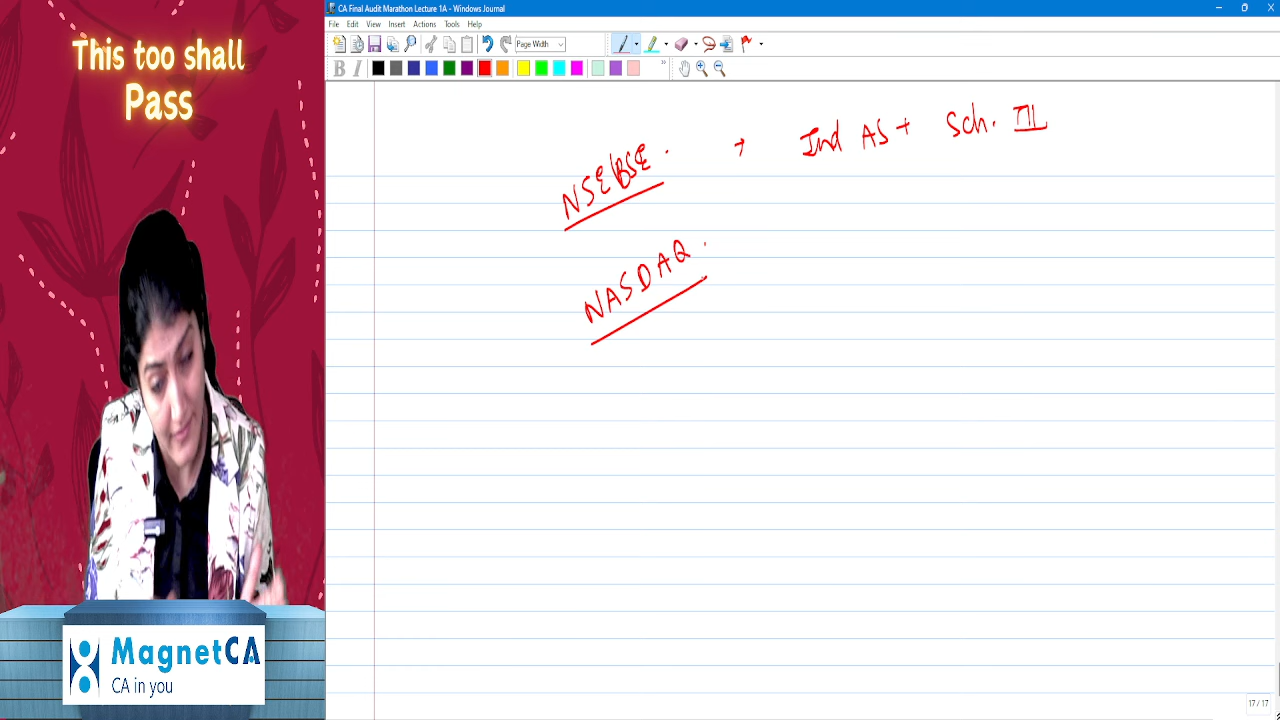 This too shall
Pass
CA Final Audit Marathon Lecture 1A - Windows Journal
File Edit View Insert Actions Tools Help
Page Width
B I
NSE/BSE. → Ind AS + Sch. III
NASDAQ.
MagnetCA
CA in you
17 / 17